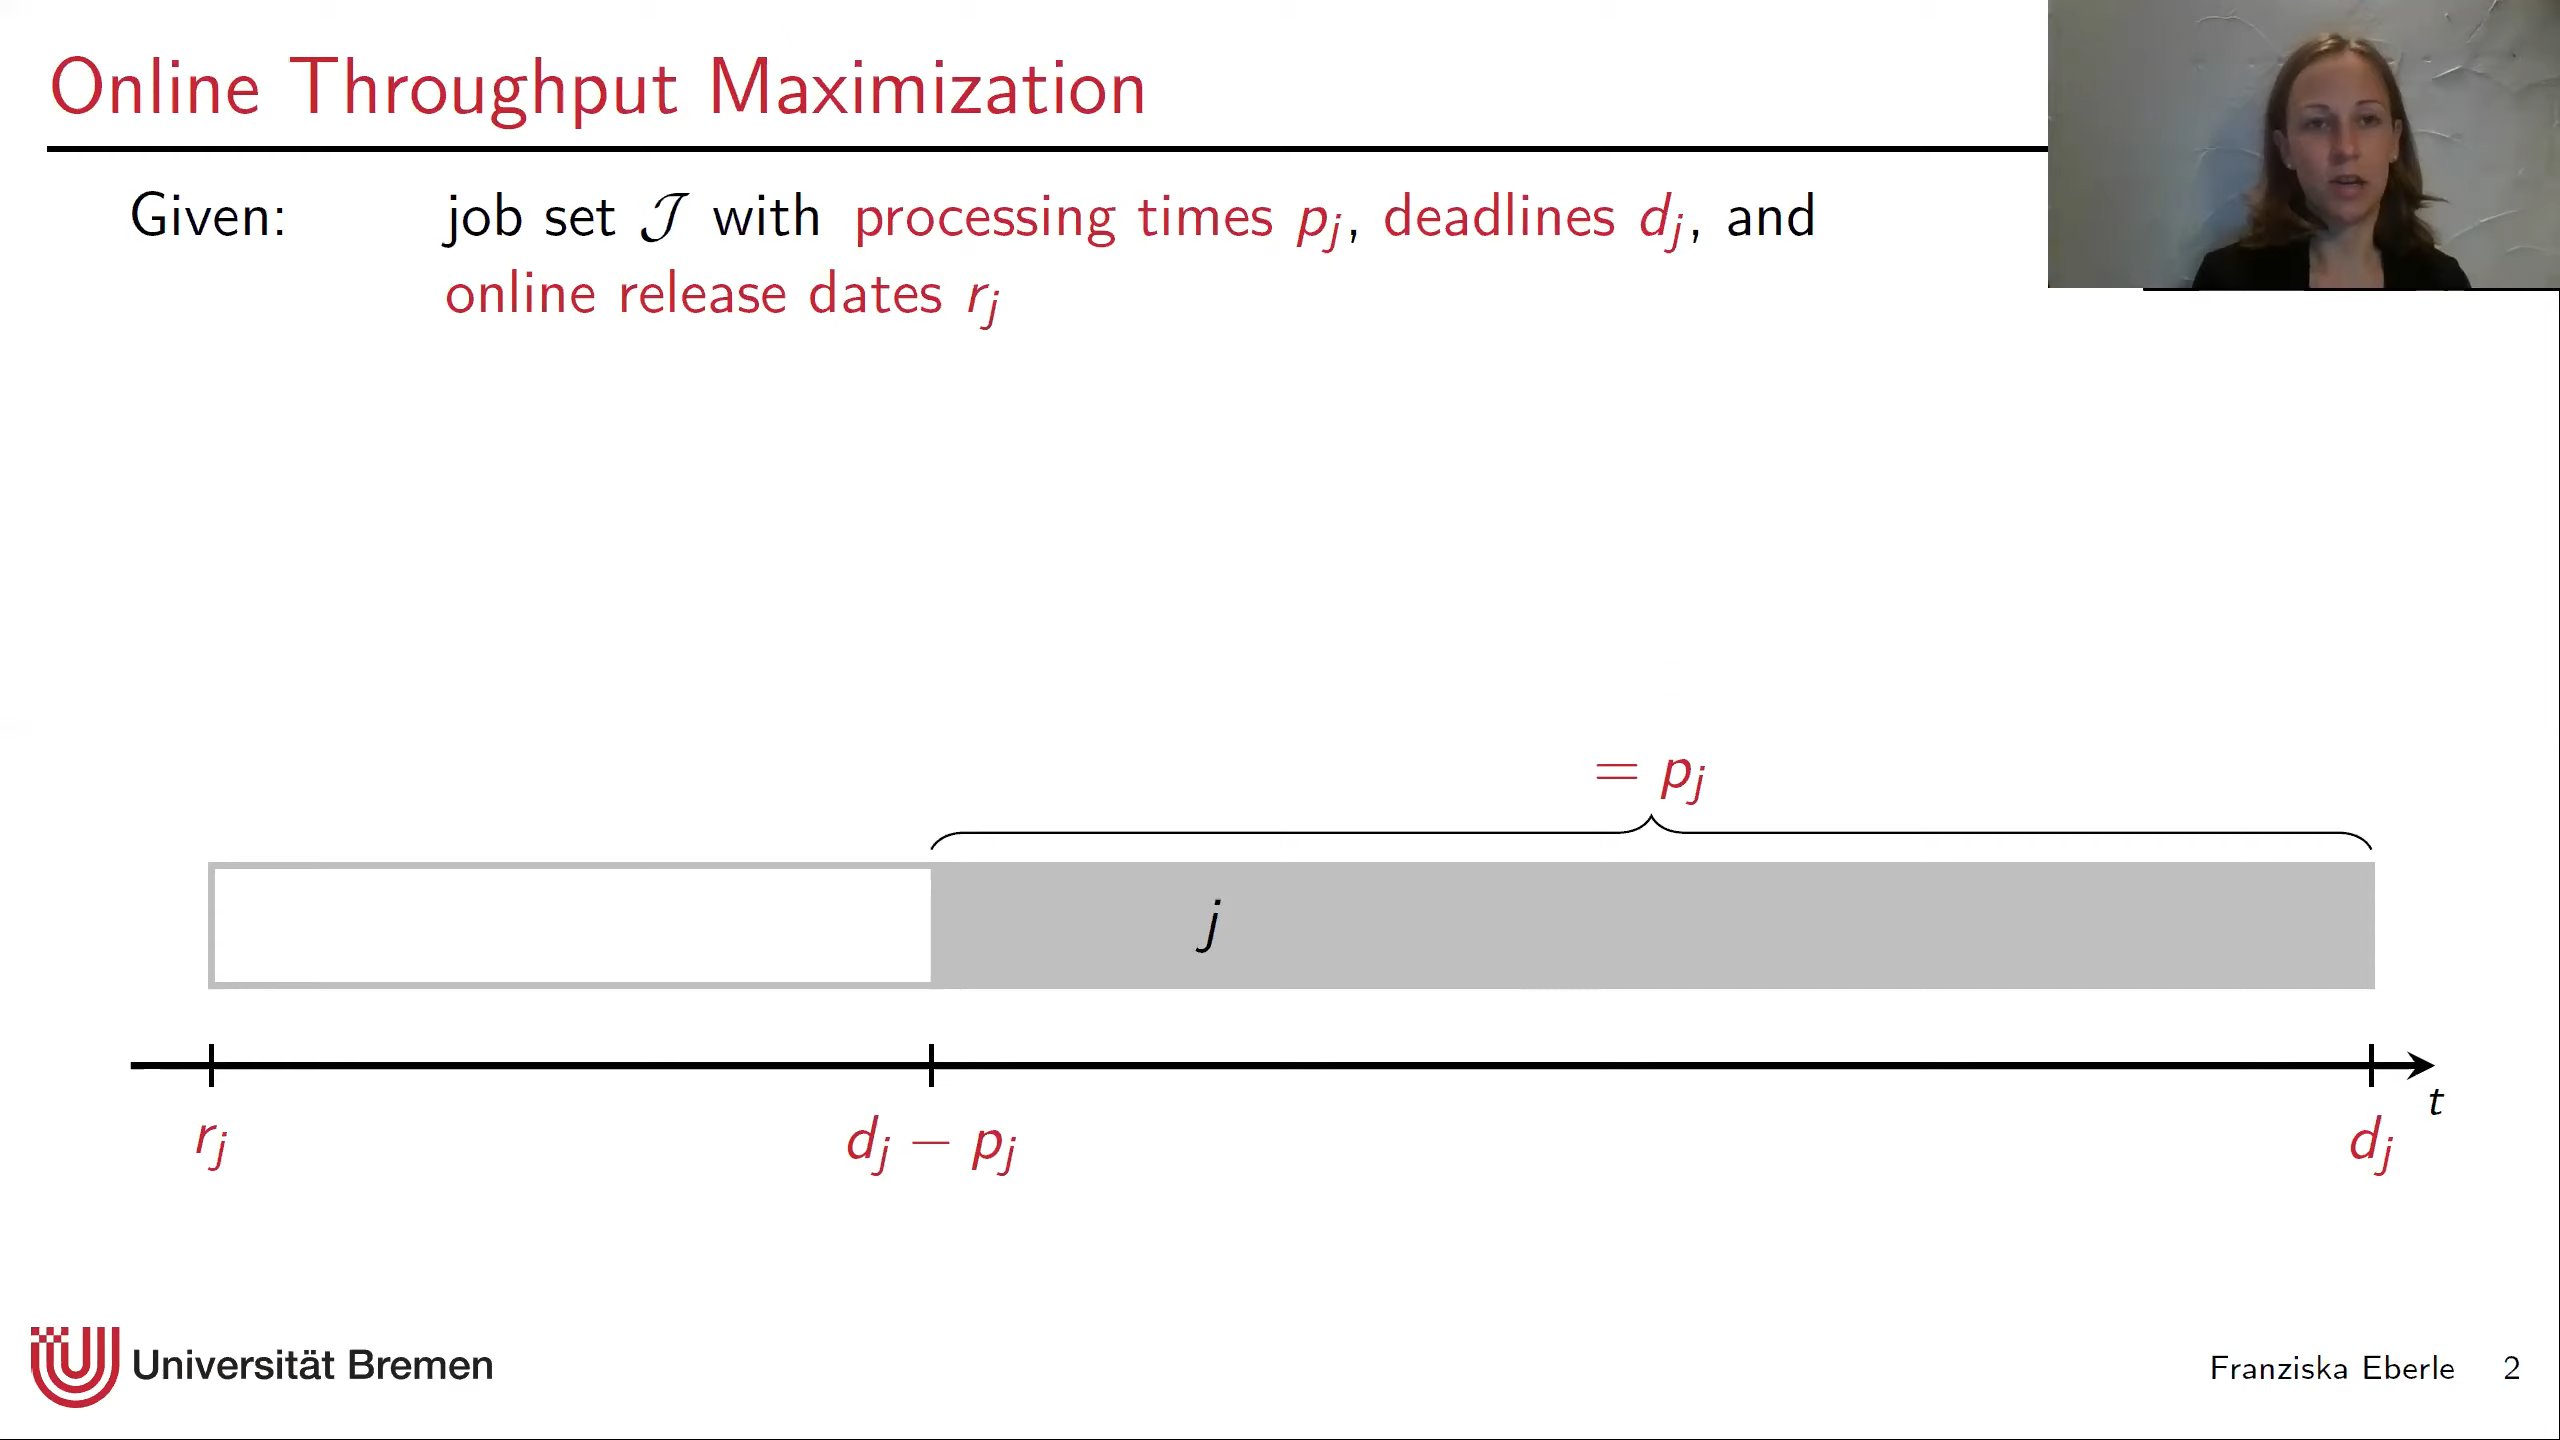 Online Throughput Maximization
Given: job set 𝒥 with processing times pⱼ, deadlines dⱼ, and
online release dates rⱼ
= pⱼ
j
t
rⱼ dⱼ − pⱼ dⱼ
Universität Bremen
Franziska Eberle 2